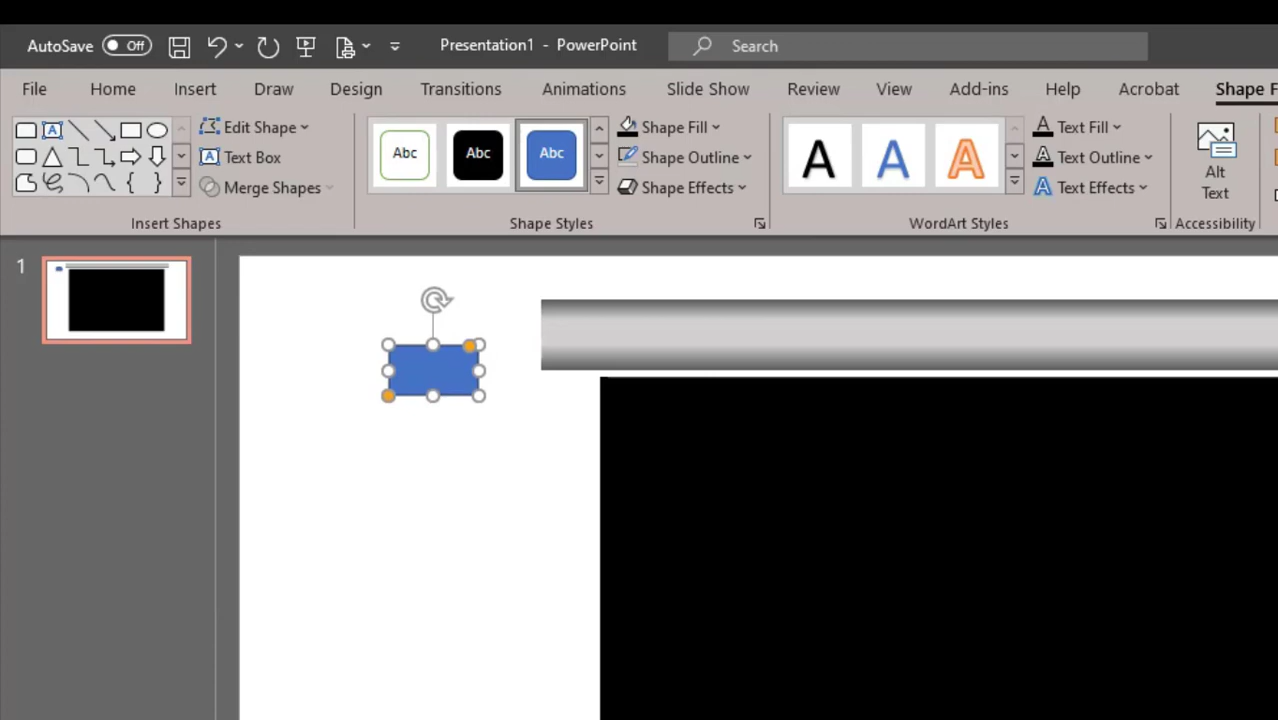 AutoSave Off Presentation1 - PowerPoint Search
File Home Insert Draw Design Transitions Animations Slide Show Review View Add-ins Help Acrobat Shape F
Edit Shape
Text Box
Merge Shapes
Insert Shapes
Abc Abc Abc
Shape Fill
Shape Outline
Shape Effects
Shape Styles
A A A
Text Fill
Text Outline
Text Effects
WordArt Styles
Alt
Text
Accessibility
1